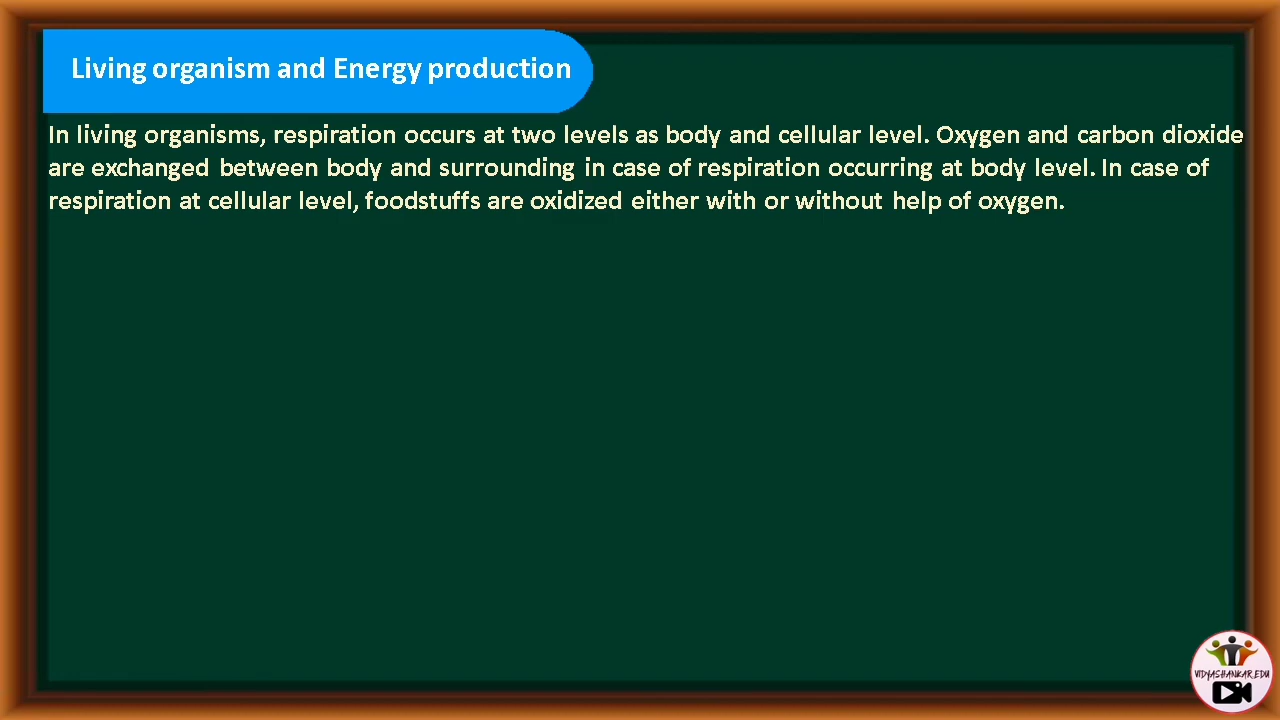 Living organism and Energy production
In living organisms, respiration occurs at two levels as body and cellular level. Oxygen and carbon dioxide
are exchanged between body and surrounding in case of respiration occurring at body level. In case of
respiration at cellular level, foodstuffs are oxidized either with or without help of oxygen.
VIDYASHANKAR.EDU